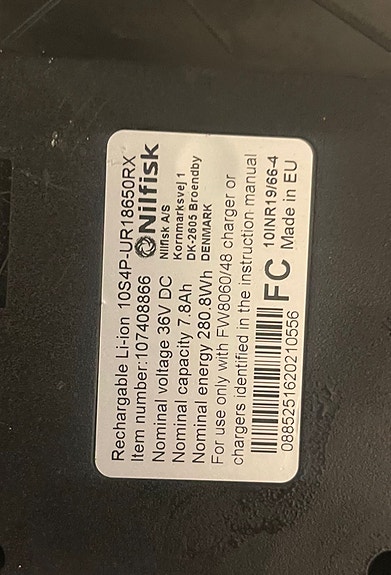 Rechargable Li-ion 10S4P-UR18650RX
Item number:107408866
Nominal voltage 36V DC
Nominal capacity 7.8Ah
Nominal energy 280.8Wh
Nilfisk
Nilfisk A/S
Kornmarksvej 1
DK-2605 Broendby
DENMARK
For use only with FW8060/48 charger or
chargers identified in the instruction manual
FC
10INR19/66-4
Made in EU
0885251620210556